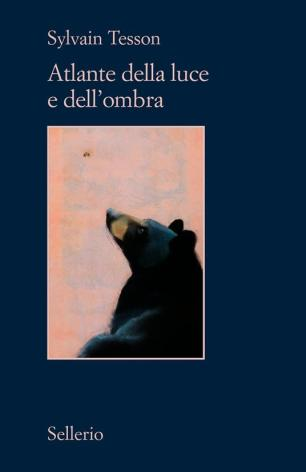 Sylvain Tesson
Atlante della luce
e dell'ombra
Sellerio